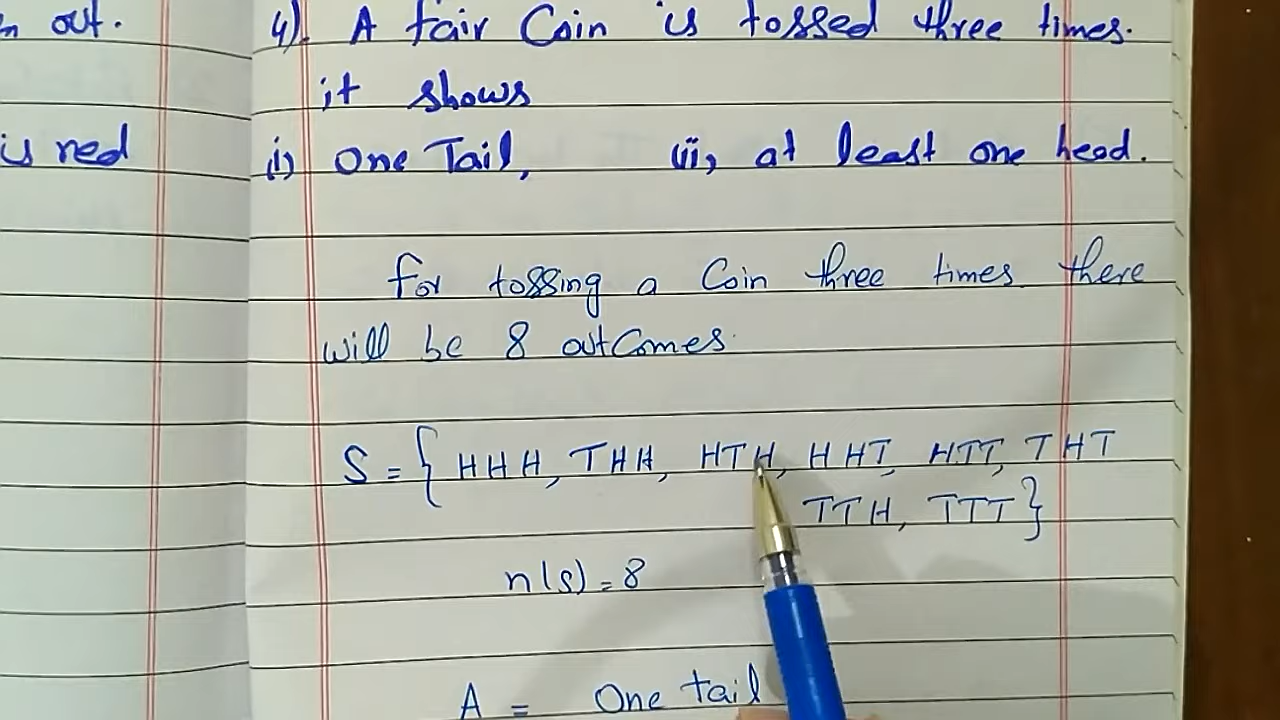 n out.
is red
4) A fair Coin is tossed three times.
it shows
(i) One Tail, (ii) at least one head.
for tossing a Coin three times there
will be 8 outcomes.
S = { HHH, THH, HTH, HHT, HTT, THT
TTH, TTT }
n(s) = 8
A = One tail